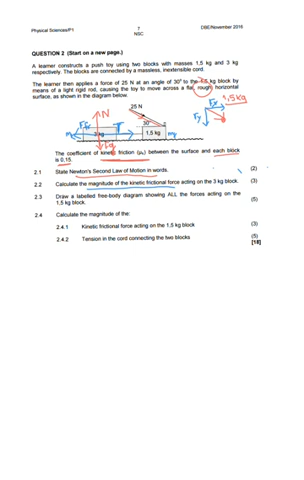 Physical Sciences/P1
7
NSC
DBE/November 2016
QUESTION 2 (Start on a new page.)
A learner constructs a push toy using two blocks with masses 1,5 kg and 3 kg
respectively. The blocks are connected by a massless, inextensible cord.
The learner then applies a force of 25 N at an angle of 30° to the 1,5 kg block by
means of a light rigid rod, causing the toy to move across a flat, rough, horizontal
surface, as shown in the diagram below.
1,5kg
Fx
Fy
N
25 N
30°
Ffr
T
3 kg
1,5 kg
Fg
The coefficient of kinetic friction (μk) between the surface and each block
is 0,15.
2.1 State Newton's Second Law of Motion in words. (2)
2.2 Calculate the magnitude of the kinetic frictional force acting on the 3 kg block. (3)
2.3 Draw a labelled free-body diagram showing ALL the forces acting on the
1,5 kg block. (5)
2.4 Calculate the magnitude of the:
2.4.1 Kinetic frictional force acting on the 1,5 kg block (3)
2.4.2 Tension in the cord connecting the two blocks (5)
[18]